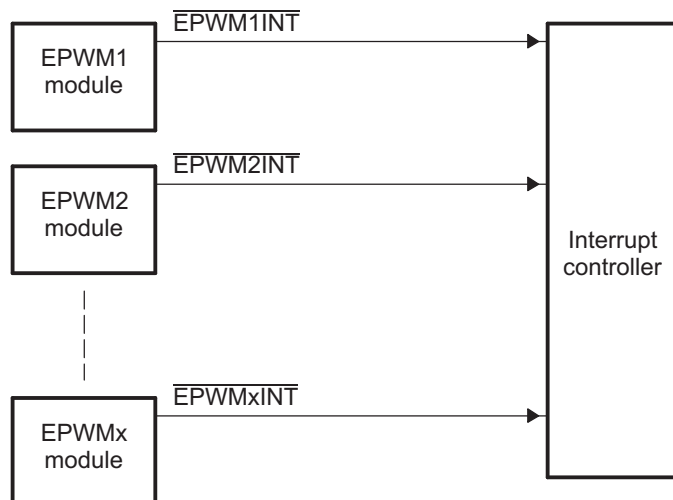 EPWM1INT
EPWM1
module
EPWM2INT
EPWM2
module
Interrupt
controller
EPWMxINT
EPWMx
module